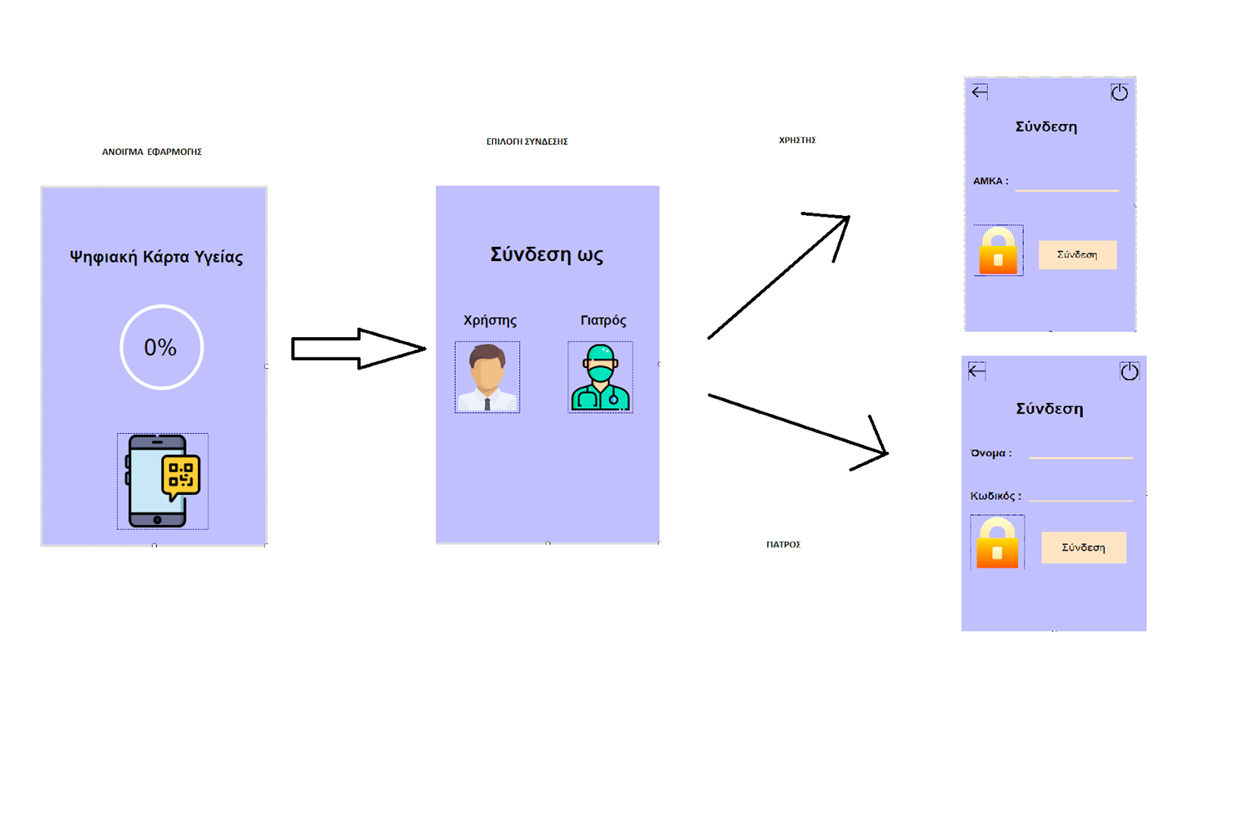 ΑΝΟΙΓΜΑ ΕΦΑΡΜΟΓΗΣ
Ψηφιακή Κάρτα Υγείας
0%
ΕΠΙΛΟΓΗ ΣΥΝΔΕΣΗΣ
Σύνδεση ως
Χρήστης Γιατρός
ΧΡΗΣΤΗΣ
Σύνδεση
ΑΜΚΑ :
Σύνδεση
ΓΙΑΤΡΟΣ
Σύνδεση
Όνομα :
Κωδικός :
Σύνδεση